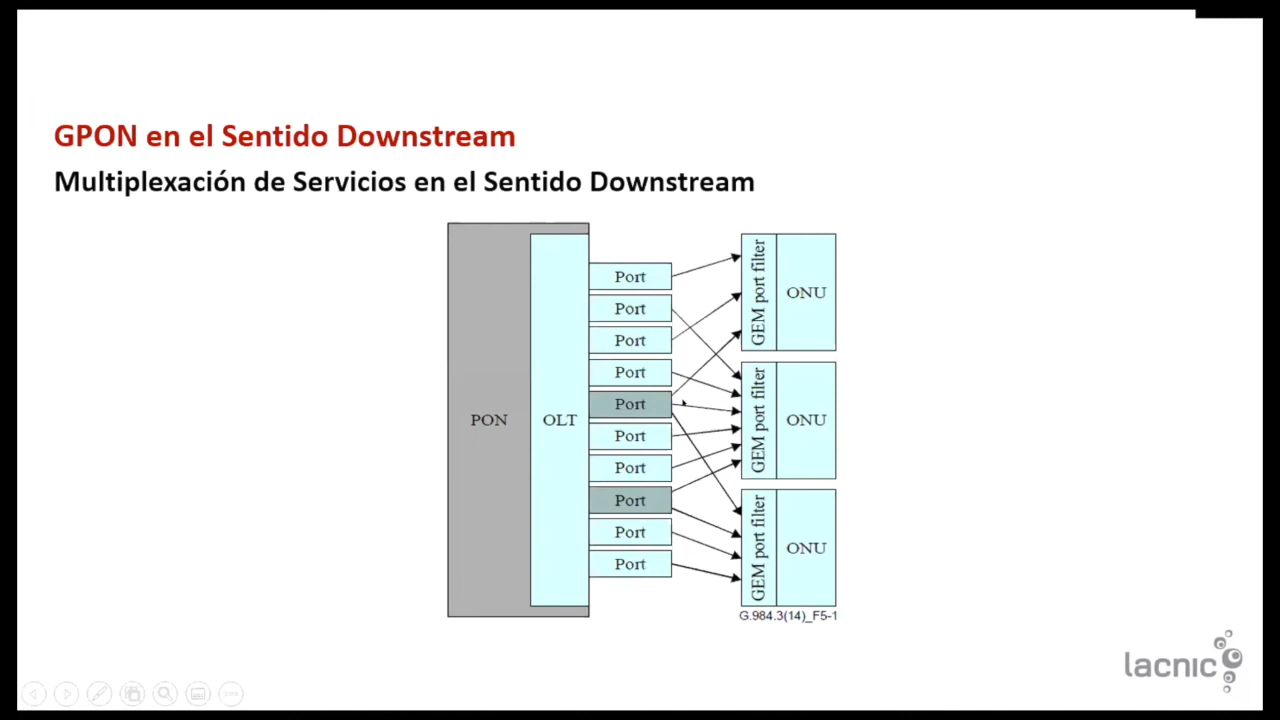 GPON en el Sentido Downstream
Multiplexación de Servicios en el Sentido Downstream
PON
OLT
Port
Port
Port
Port
Port
Port
Port
Port
Port
Port
GEM port filter
ONU
GEM port filter
ONU
GEM port filter
ONU
G.984.3(14)_F5-1
lacnic